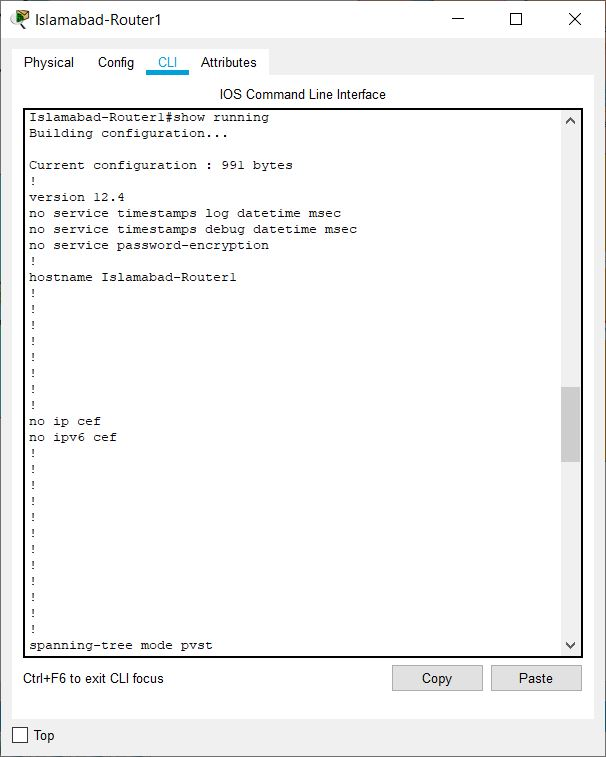 Islamabad-Router1
Physical Config CLI Attributes
IOS Command Line Interface
Islamabad-Router1#show running
Building configuration...
Current configuration : 991 bytes
!
version 12.4
no service timestamps log datetime msec
no service timestamps debug datetime msec
no service password-encryption
!
hostname Islamabad-Router1
!
!
!
!
!
!
!
!
no ip cef
no ipv6 cef
!
!
!
!
!
!
!
!
!
!
!
!
spanning-tree mode pvst
Ctrl+F6 to exit CLI focus
Copy Paste
Top